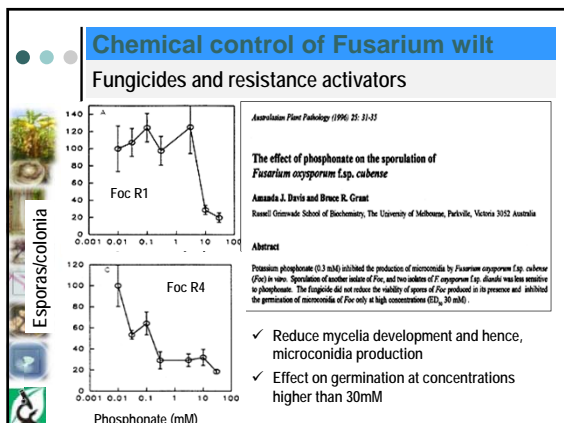 Chemical control of Fusarium wilt
Fungicides and resistance activators
Esporas/colonia
A
140
120
100
80
60
40
20
0
Foc R1
0.001 0.01 0.1 1 10 100
C
120
100
80
60
40
20
0
Foc R4
0.001 0.01 0.1 1 10 100
Phosphonate (mM)
Australasian Plant Pathology (1996) 25: 31-35
The effect of phosphonate on the sporulation of
Fusarium oxysporum f.sp. cubense
Amanda J. Davis and Bruce R. Grant
Russell Grimwade School of Biochemistry, The University of Melbourne, Parkville, Victoria 3052 Australia
Abstract
Potassium phosphonate (0.3 mM) inhibited the production of microconidia by Fusarium oxysporum f.sp. cubense
(Foc) in vitro. Sporulation of another isolate of Foc, and two isolates of F. oxysporum f.sp. dianthi was less sensitive
to phosphonate. The fungicide did not reduce the viability of spores of Foc produced in its presence and inhibited
the germination of microconidia of Foc only at high concentrations (ED50 30 mM).
✓ Reduce mycelia development and hence,
microconidia production
✓ Effect on germination at concentrations
higher than 30mM